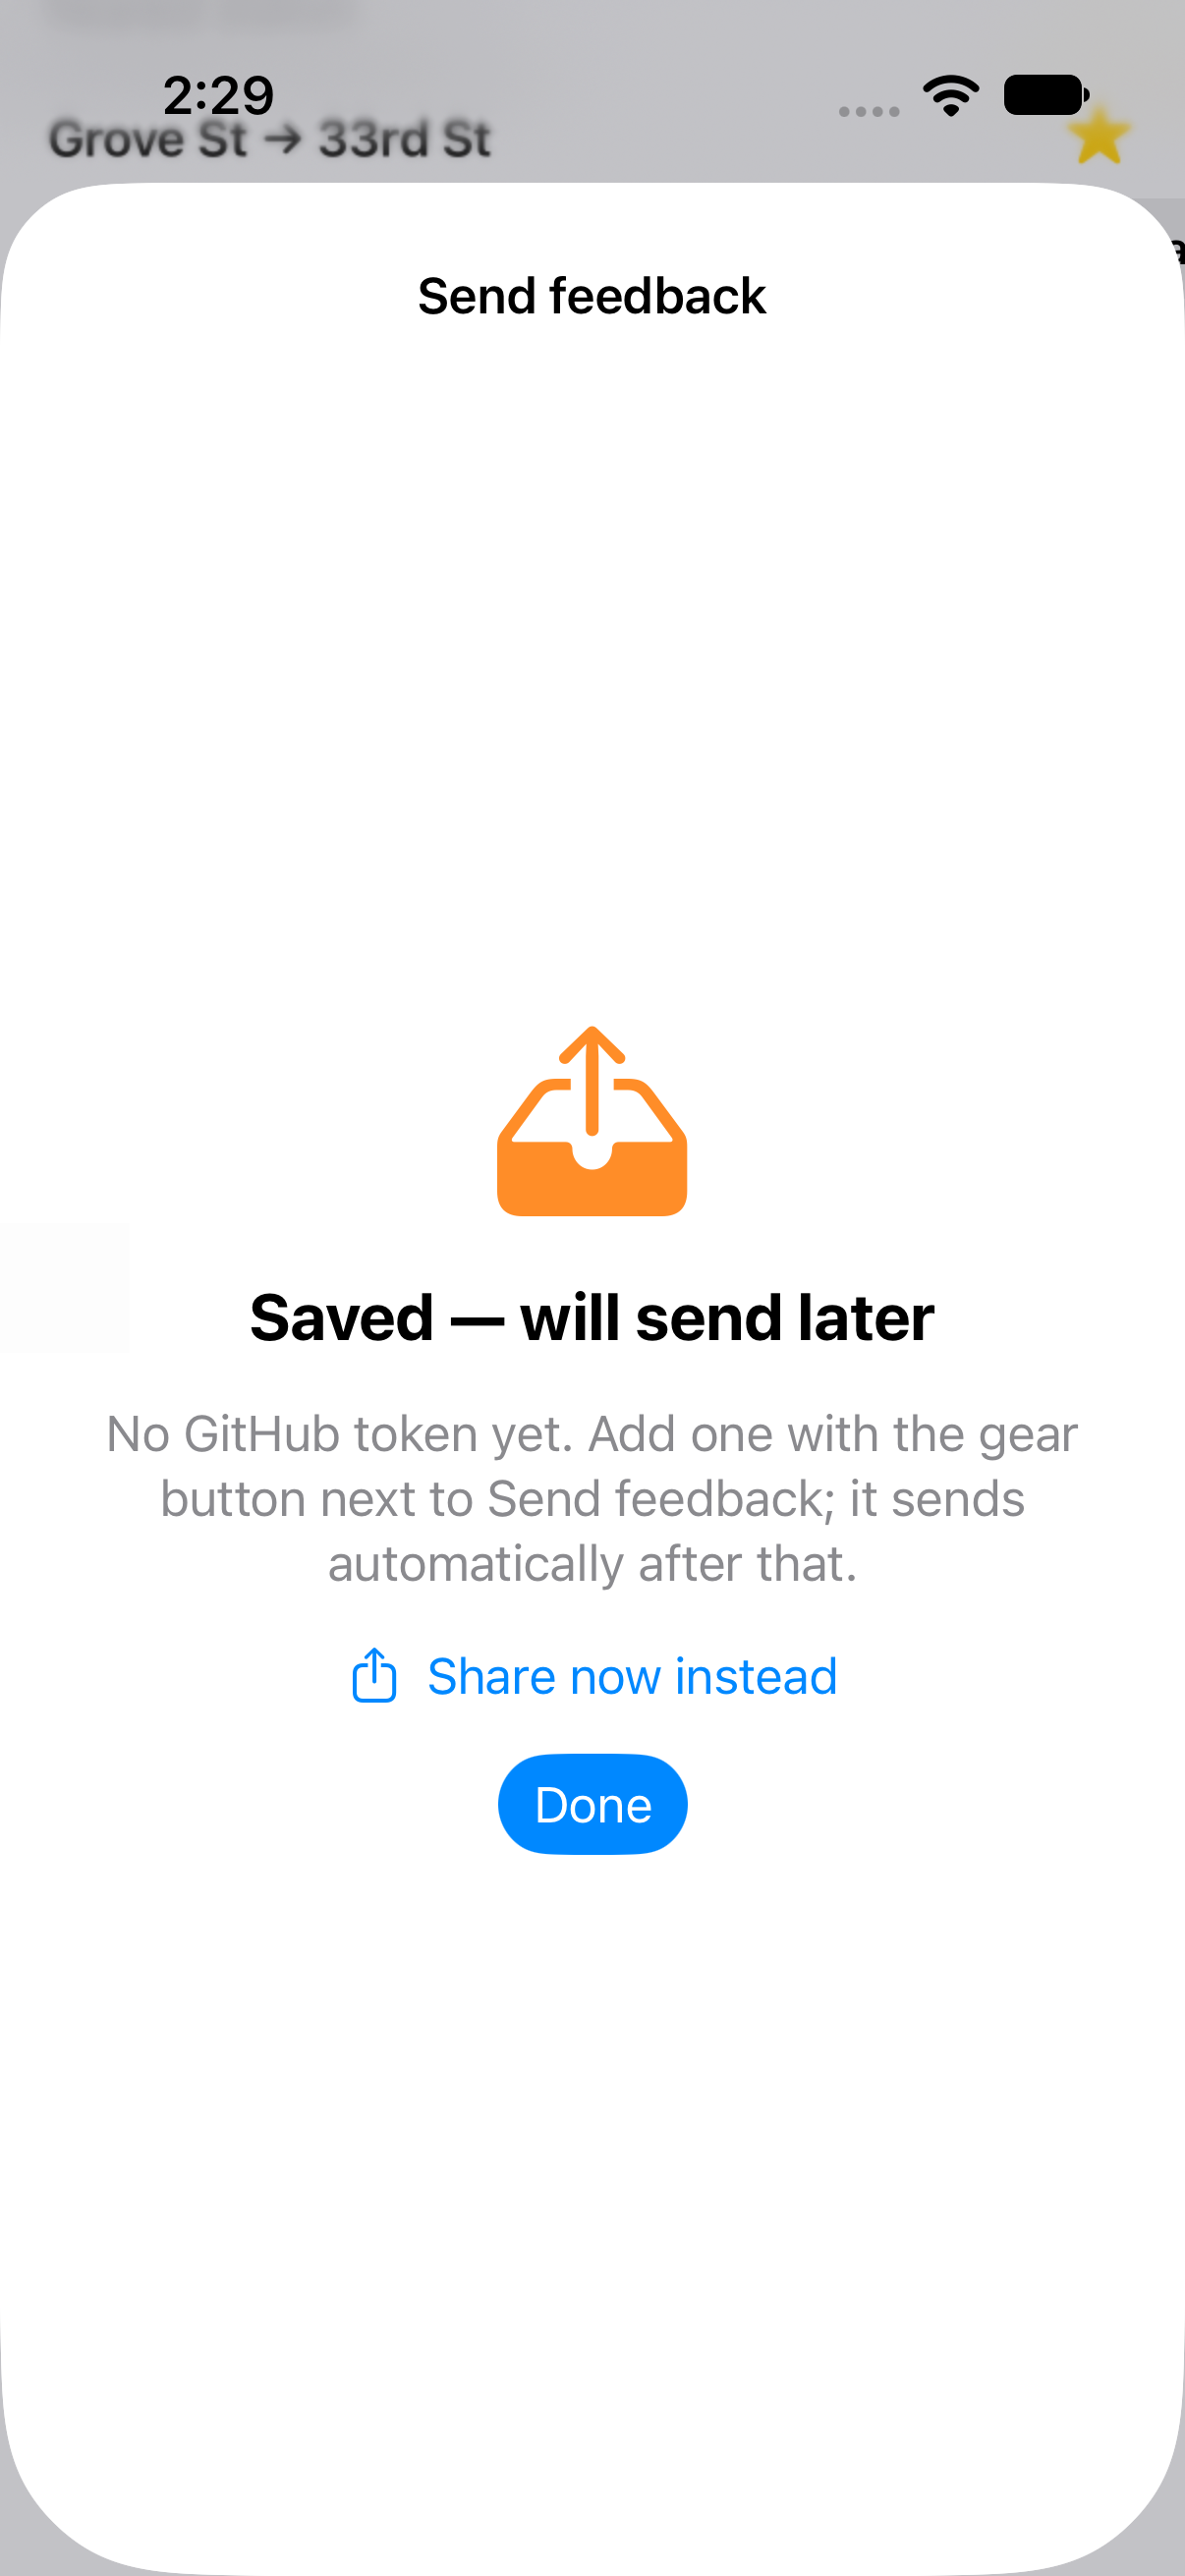 2:29
Grove St → 33rd St
Send feedback
Saved — will send later
No GitHub token yet. Add one with the gear
button next to Send feedback; it sends
automatically after that.
Share now instead
Done